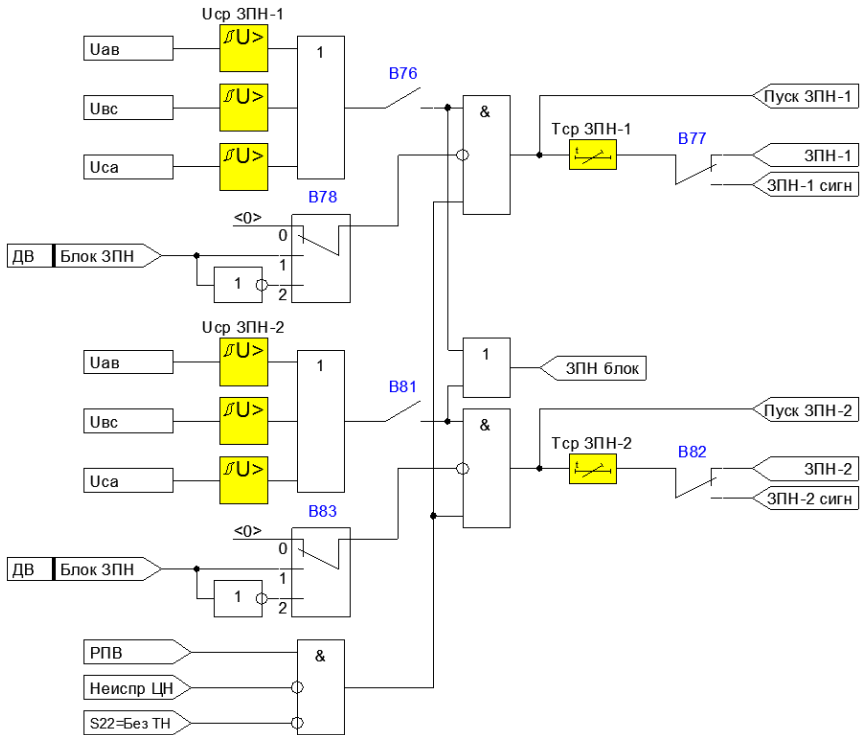 Uср ЗПН-1
Uав
U>
1
B76
Uвс
U>
&
Пуск ЗПН-1
Tср ЗПН-1
B77
t
ЗПН-1
Uса
U>
ЗПН-1 сигн
B78
<0>
0
ДВ Блок ЗПН
1
1
2
Uср ЗПН-2
Uав
U>
1
1
ЗПН блок
B81
Uвс
U>
&
Пуск ЗПН-2
Tср ЗПН-2
B82
t
ЗПН-2
Uса
U>
ЗПН-2 сигн
B83
<0>
0
ДВ Блок ЗПН
1
1
2
РПВ
&
Неиспр ЦН
S22=Без ТН